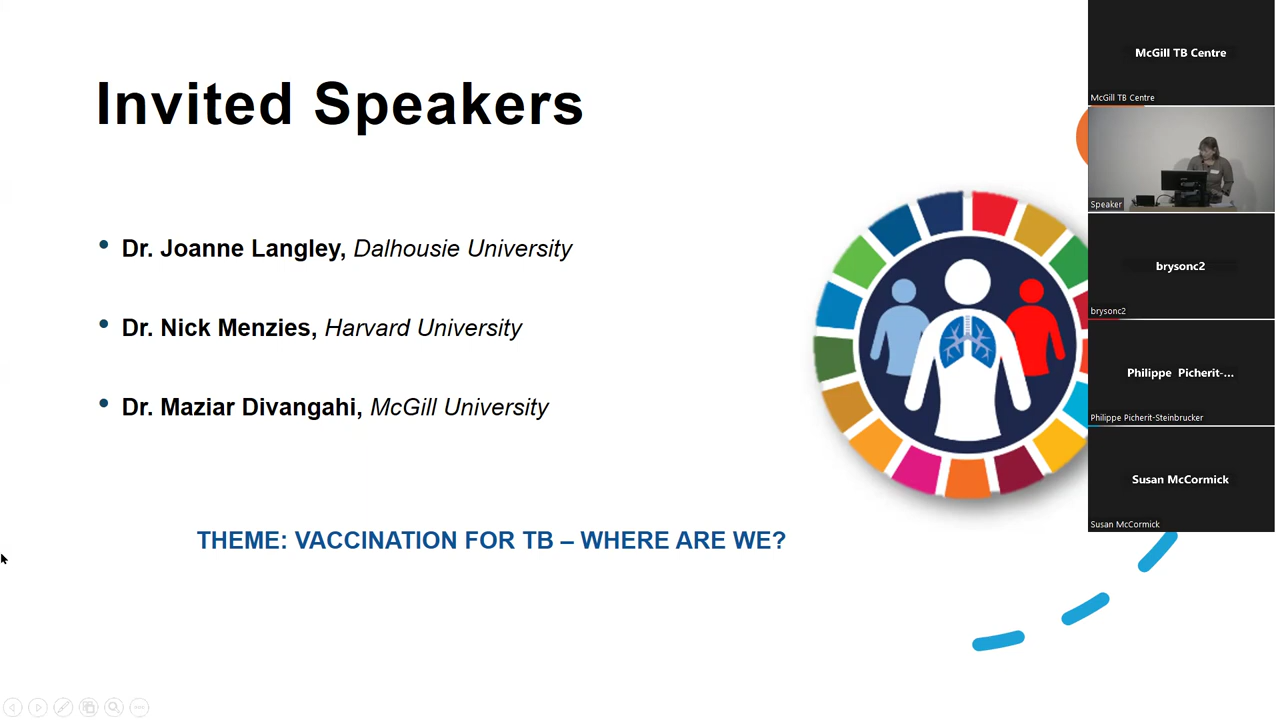 Invited Speakers
• Dr. Joanne Langley, Dalhousie University
• Dr. Nick Menzies, Harvard University
• Dr. Maziar Divangahi, McGill University
THEME: VACCINATION FOR TB – WHERE ARE WE?
McGill TB Centre
McGill TB Centre
Speaker
brysonc2
brysonc2
Philippe Picherit-...
Philippe Picherit-Steinbrucker
Susan McCormick
Susan McCormick